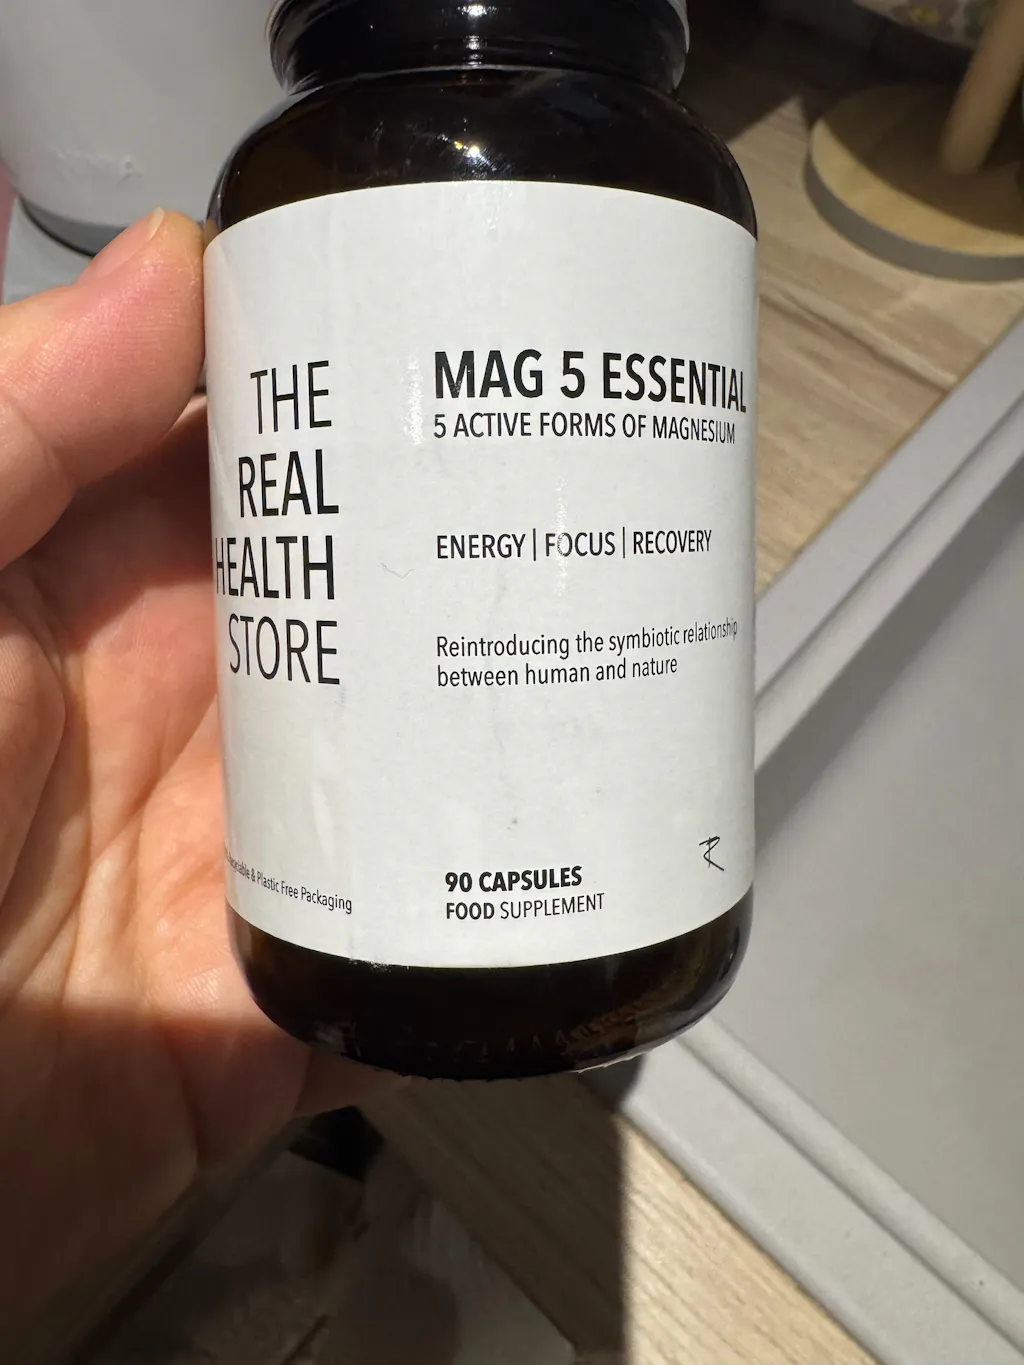 THE
REAL
HEALTH
STORE
MAG 5 ESSENTIAL
5 ACTIVE FORMS OF MAGNESIUM
ENERGY | FOCUS | RECOVERY
Reintroducing the symbiotic relationship
between human and nature
& Plastic Free Packaging
90 CAPSULES
FOOD SUPPLEMENT
R